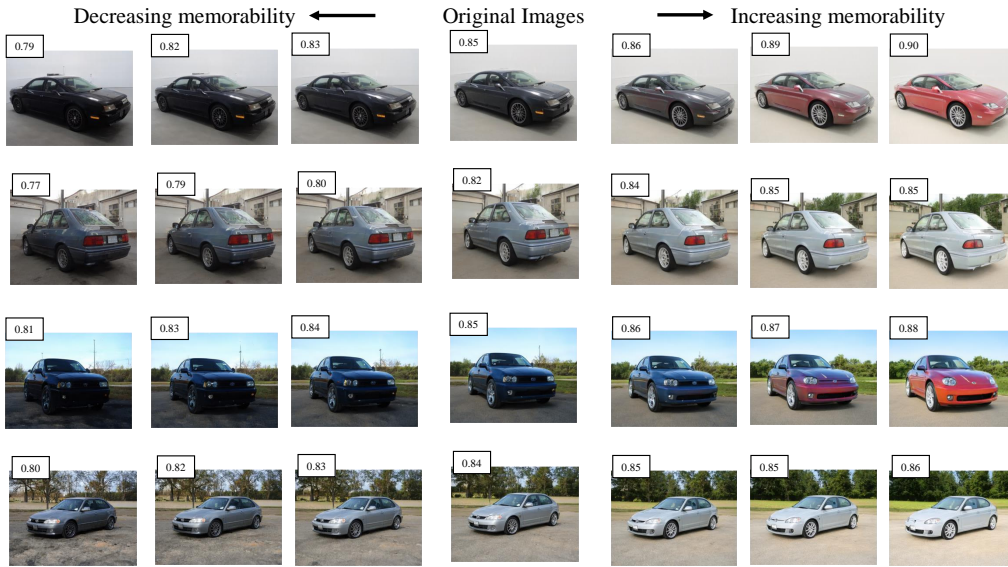 Decreasing memorability Original Images Increasing memorability
0.79 0.82 0.83 0.85 0.86 0.89 0.90
0.77 0.79 0.80 0.82 0.84 0.85 0.85
0.81 0.83 0.84 0.85 0.86 0.87 0.88
0.80 0.82 0.83 0.84 0.85 0.85 0.86